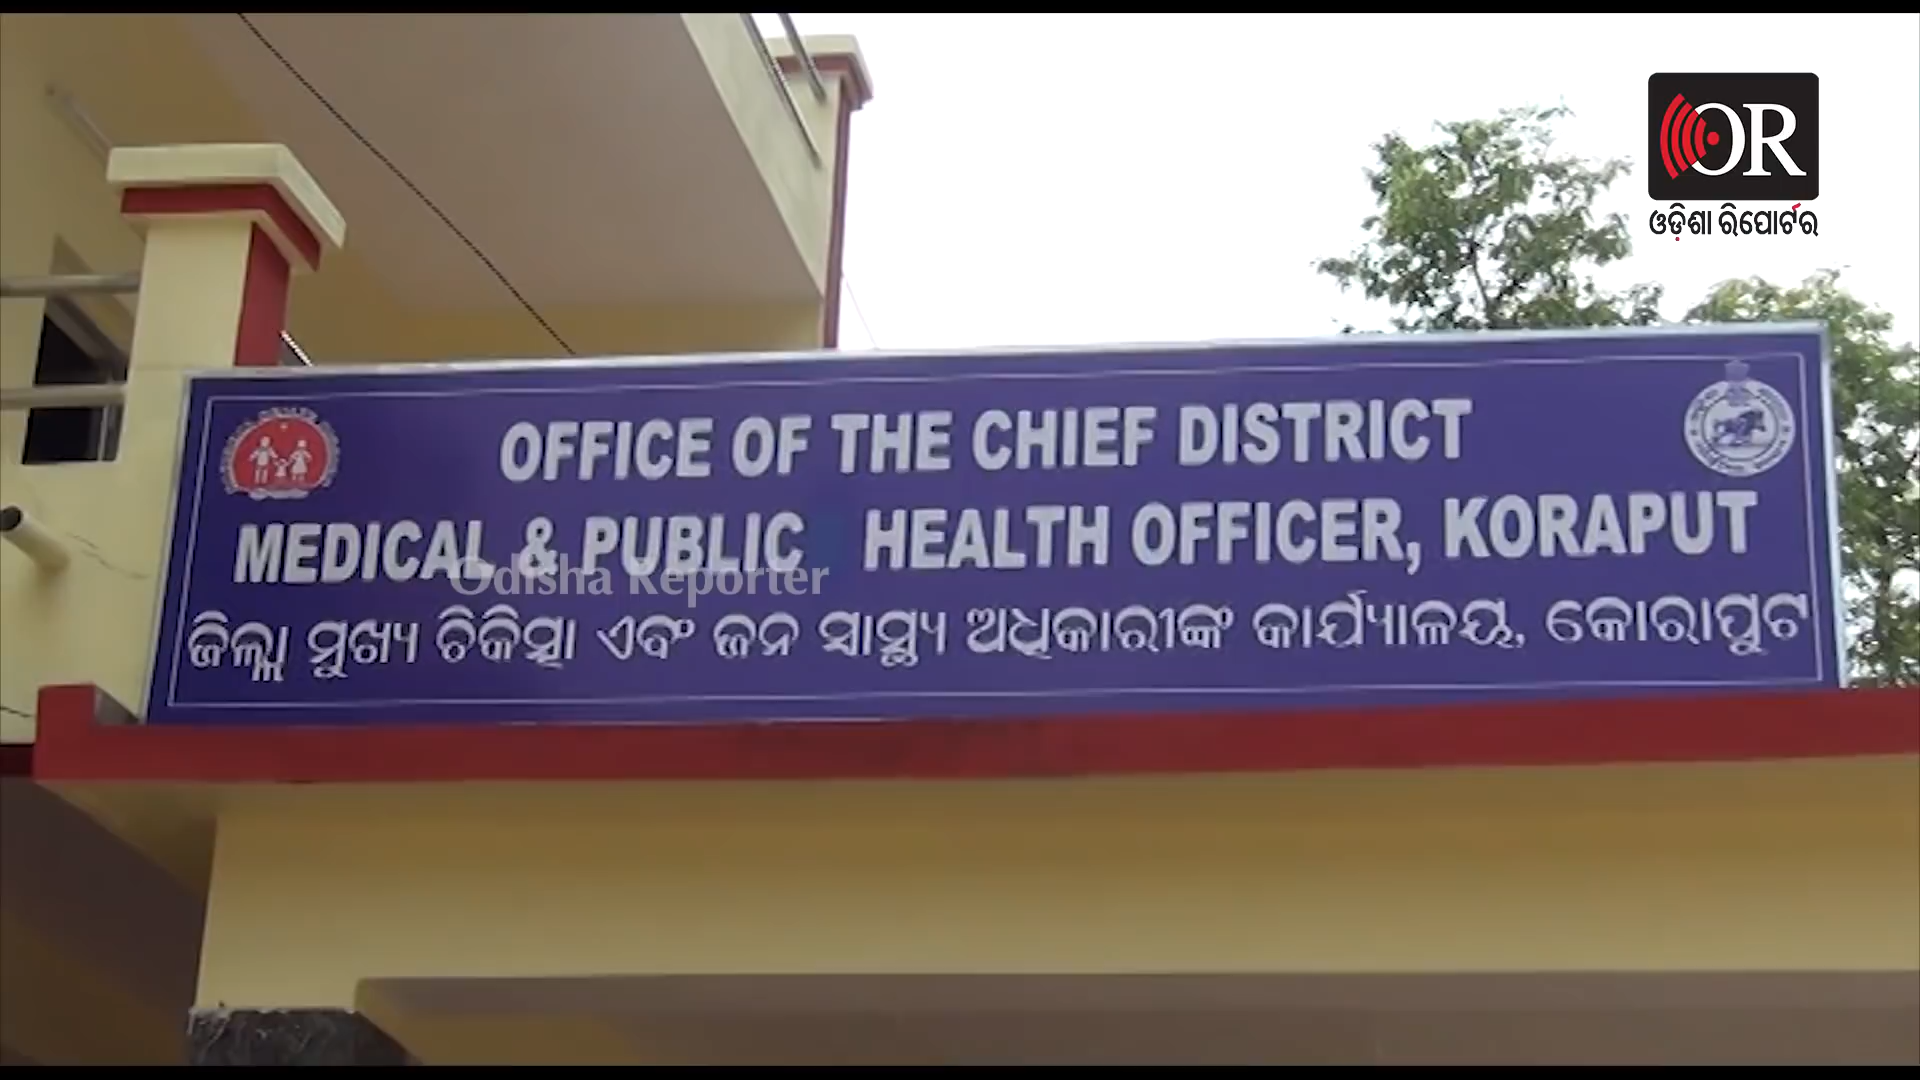 OR
ଓଡ଼ିଶା ରିପୋର୍ଟର
OFFICE OF THE CHIEF DISTRICT
MEDICAL & PUBLIC HEALTH OFFICER, KORAPUT
Odisha Reporter
ଜିଲ୍ଲା ମୁଖ୍ୟ ଚିକିତ୍ସା ଏବଂ ଜନ ସ୍ୱାସ୍ଥ୍ୟ ଅଧିକାରୀଙ୍କ କାର୍ଯ୍ୟାଳୟ, କୋରାପୁଟ